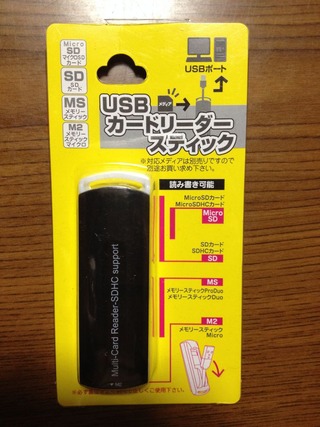 Micro
SD
マイクロSD
カード
SD
SD
カード
MS
メモリー
スティック
M2
メモリー
スティック
マイクロ
USBポート
USB
メディア
カードリーダー
スティック
※対応メディアは別売りですので
別途お買い求め下さい。
読み書き可能
MicroSDカード
MicroSDHCカード
Micro
SD
SDカード
SDHCカード
SD
MS
メモリースティックProDuo
メモリースティックDuo
M2
メモリースティック
Micro
Multi-Card Reader-SDHC support